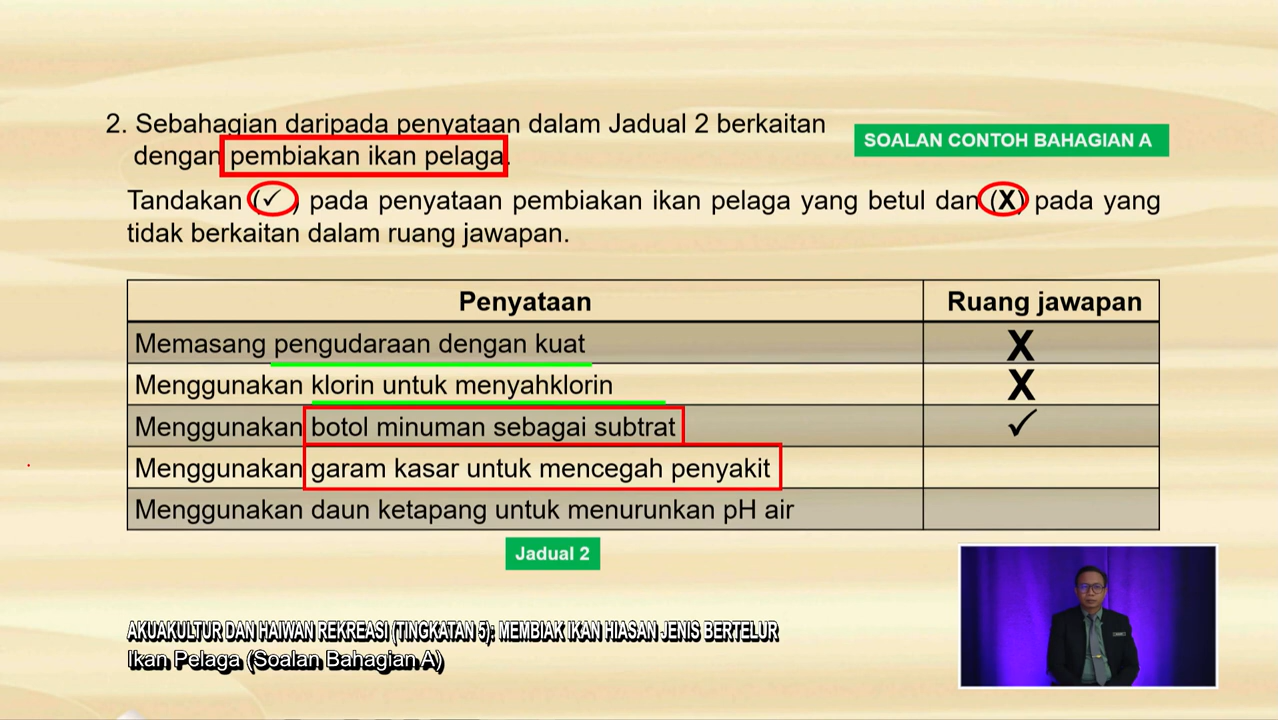 2. Sebahagian daripada penyataan dalam Jadual 2 berkaitan
dengan pembiakan ikan pelaga.
SOALAN CONTOH BAHAGIAN A
Tandakan (✓) pada penyataan pembiakan ikan pelaga yang betul dan (X) pada yang
tidak berkaitan dalam ruang jawapan.
Penyataan Ruang jawapan
Memasang pengudaraan dengan kuat X
Menggunakan klorin untuk menyahklorin X
Menggunakan botol minuman sebagai subtrat ✓
Menggunakan garam kasar untuk mencegah penyakit
Menggunakan daun ketapang untuk menurunkan pH air
Jadual 2
AKUAKULTUR DAN HAIWAN REKREASI (TINGKATAN 5): MEMBIAK IKAN HIASAN JENIS BERTELUR
Ikan Pelaga (Soalan Bahagian A)